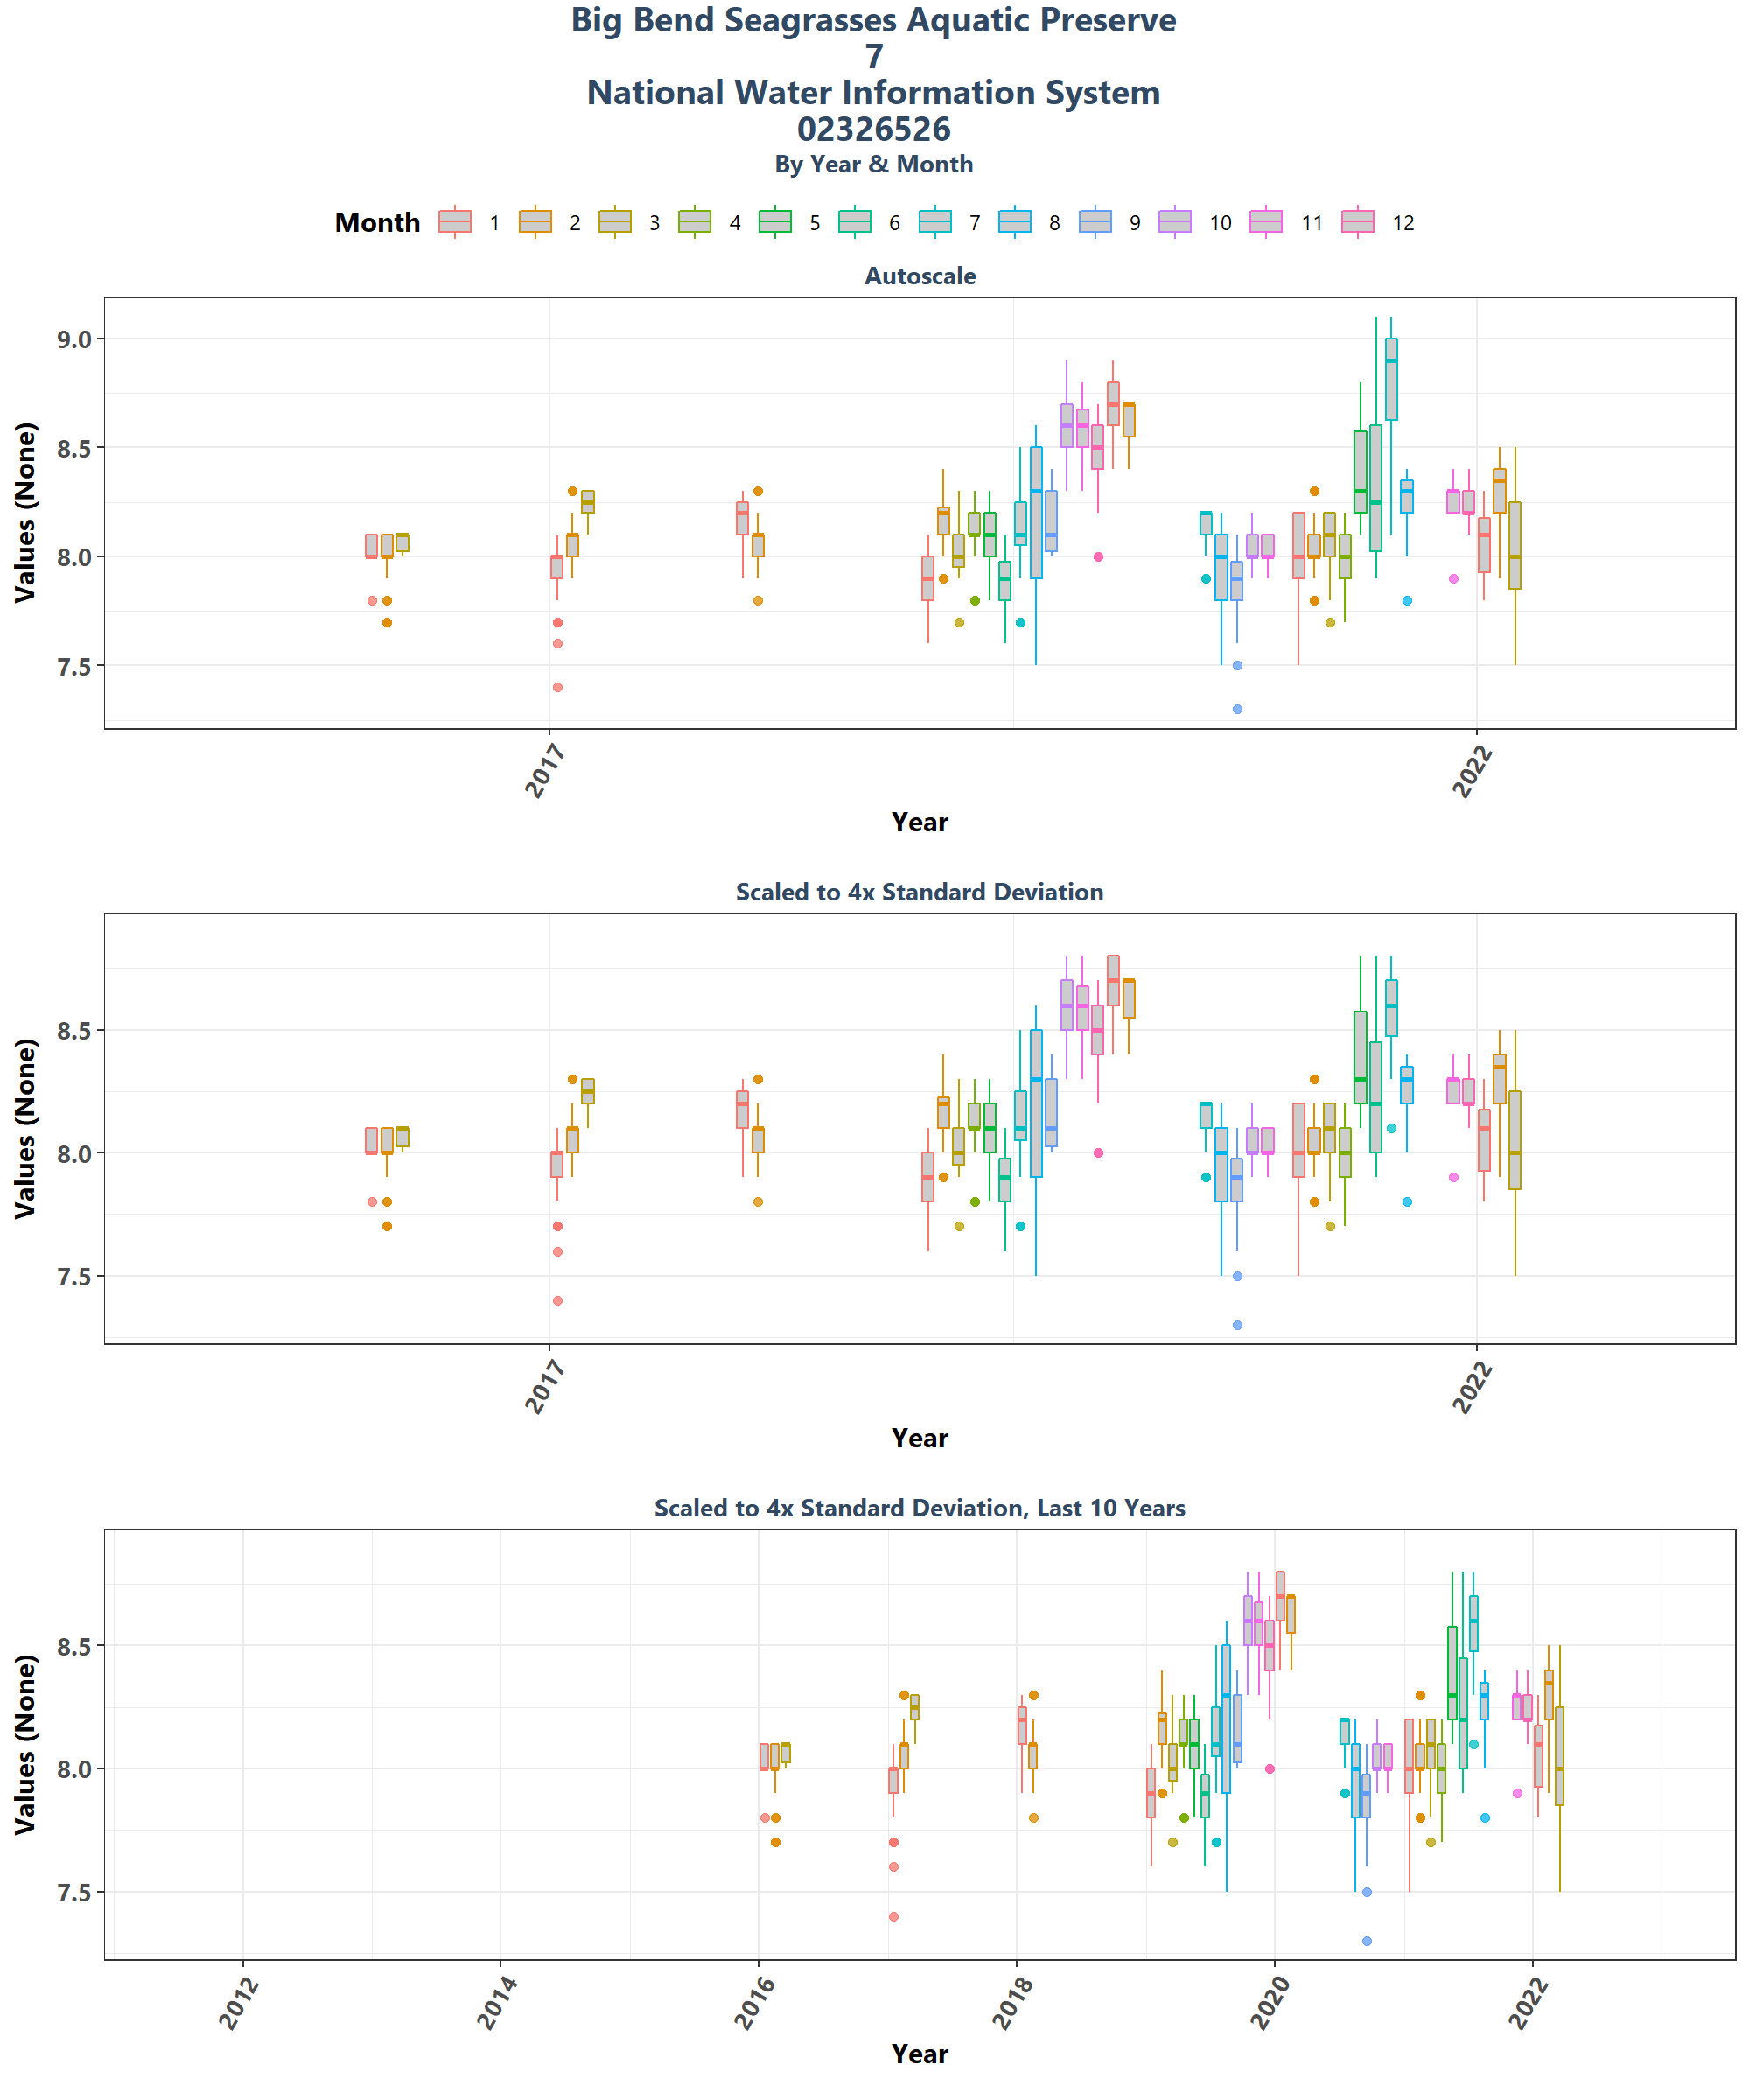 Big Bend Seagrasses Aquatic Preserve
7
National Water Information System
02326526
By Year & Month
Month 1 2 3 4 5 6 7 8 9 10 11 12
Autoscale
Values (None)
9.0
8.5
8.0
7.5
2017 2022
Year
Scaled to 4x Standard Deviation
Values (None)
8.5
8.0
7.5
2017 2022
Year
Scaled to 4x Standard Deviation, Last 10 Years
Values (None)
8.5
8.0
7.5
2012 2014 2016 2018 2020 2022
Year